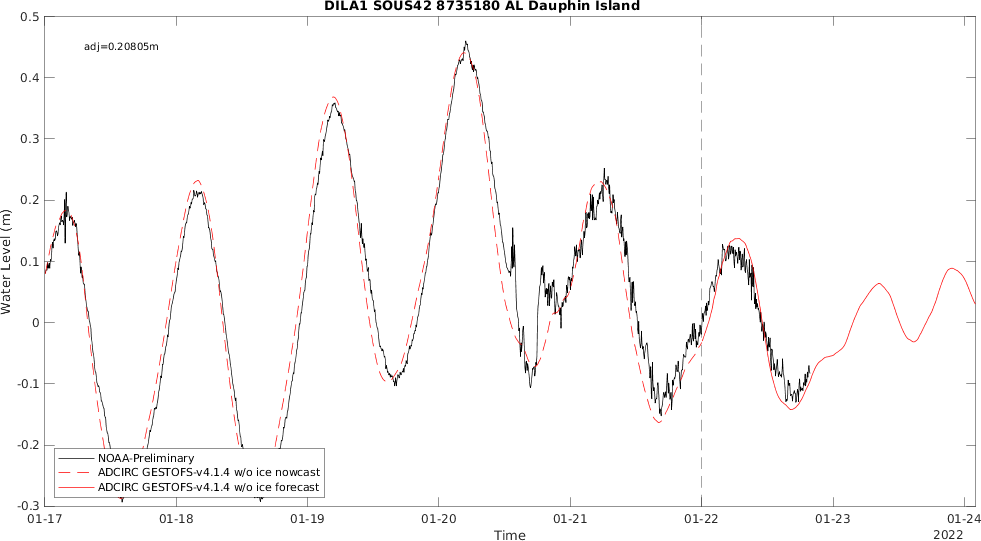 DILA1 SOUS42 8735180 AL Dauphin Island
adj=0.20805m
0.5
0.4
0.3
0.2
0.1
0
-0.1
-0.2
-0.3
Water Level (m)
NOAA-Preliminary
ADCIRC GESTOFS-v4.1.4 w/o ice nowcast
ADCIRC GESTOFS-v4.1.4 w/o ice forecast
01-17 01-18 01-19 01-20 01-21 01-22 01-23 01-24
Time
2022